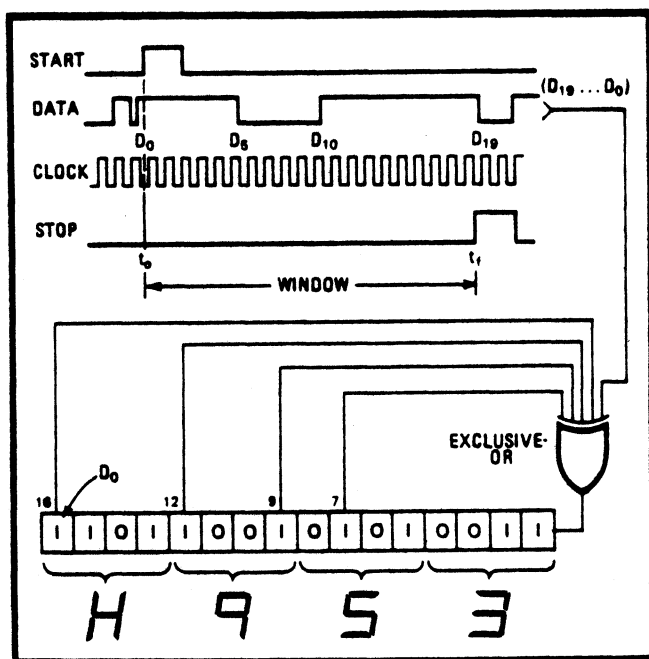 START
DATA
(D19 ... D0)
D0 D5 D10 D19
CLOCK
STOP
t0 tf
WINDOW
EXCLUSIVE-
OR
D0
16 12 9 7
1 1 0 1 1 0 0 1 0 1 0 1 0 0 1 1
H 9 5 3